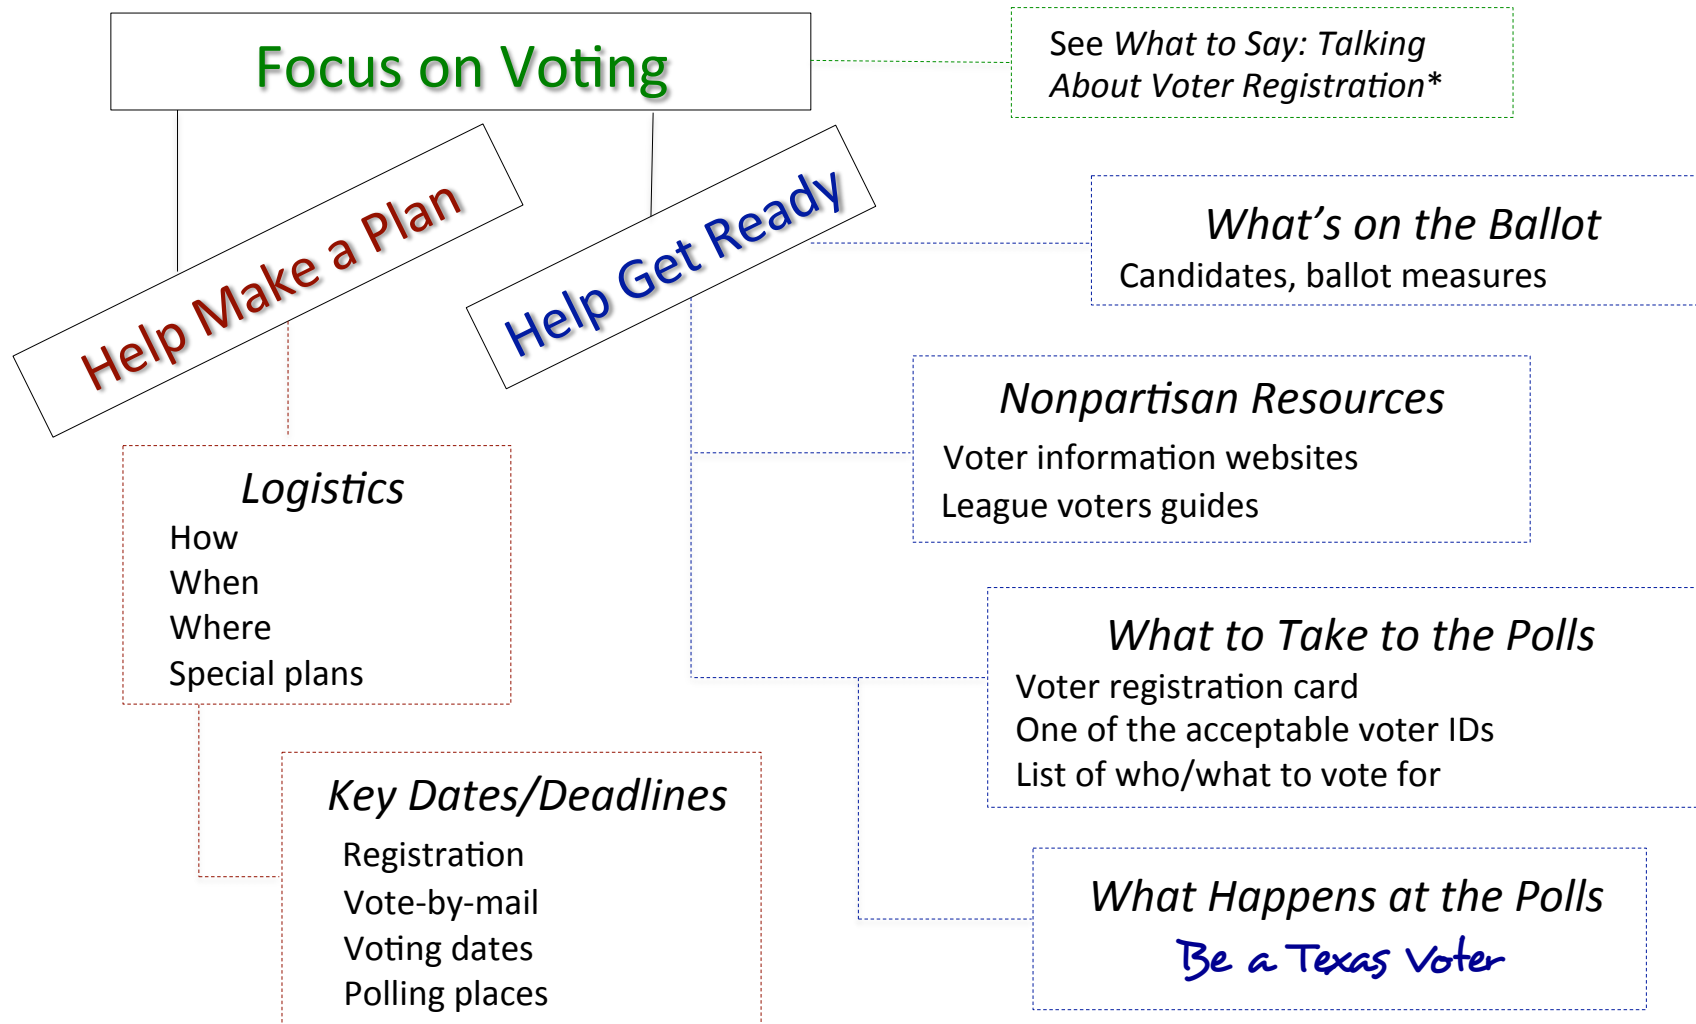 Focus on Voting
See What to Say: Talking
About Voter Registration*
Help Make a Plan
Help Get Ready
What’s on the Ballot
Candidates, ballot measures
Nonpartisan Resources
Voter information websites
League voters guides
Logistics
How
When
Where
Special plans
What to Take to the Polls
Voter registration card
One of the acceptable voter IDs
List of who/what to vote for
Key Dates/Deadlines
Registration
Vote-by-mail
Voting dates
Polling places
What Happens at the Polls
Be a Texas Voter